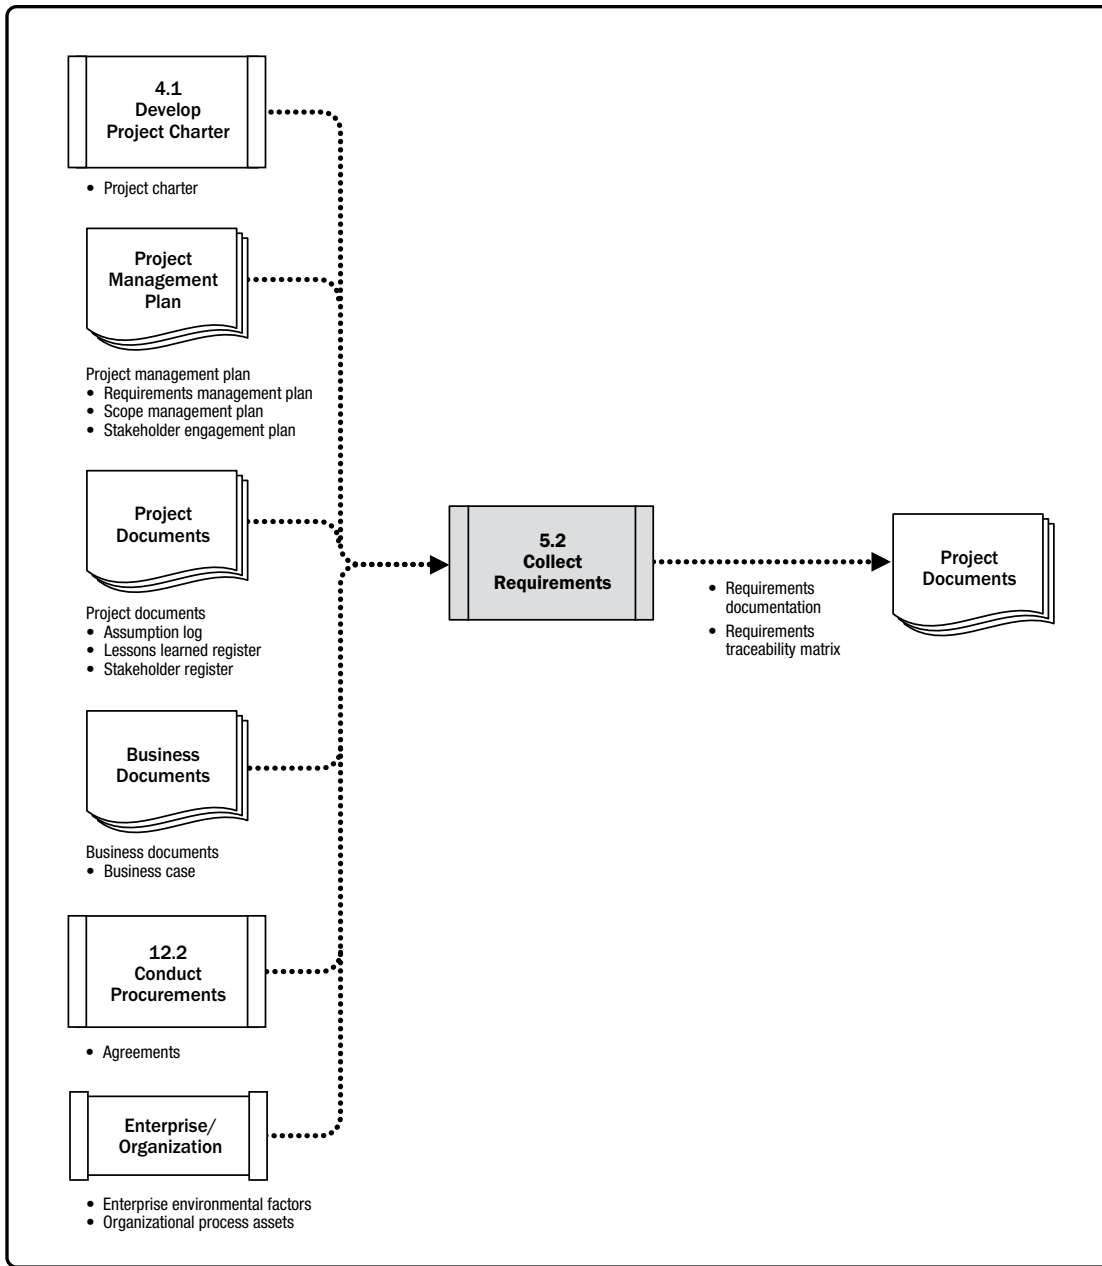 4.1
Develop
Project Charter
• Project charter
Project
Management
Plan
Project management plan
• Requirements management plan
• Scope management plan
• Stakeholder engagement plan
Project
Documents
Project documents
• Assumption log
• Lessons learned register
• Stakeholder register
Business
Documents
Business documents
• Business case
12.2
Conduct
Procurements
• Agreements
Enterprise/
Organization
• Enterprise environmental factors
• Organizational process assets
5.2
Collect
Requirements
• Requirements
documentation
• Requirements
traceability matrix
Project
Documents